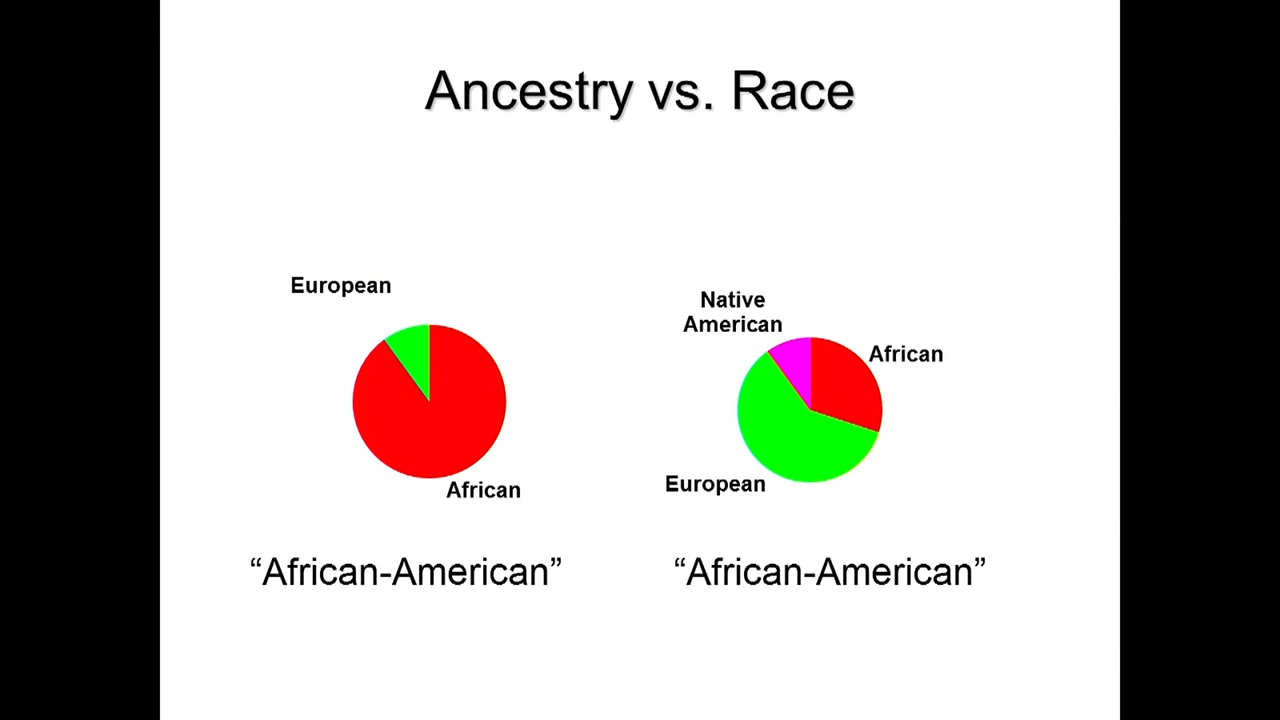 Ancestry vs. Race
European
African
“African-American”
Native
American
African
European
“African-American”